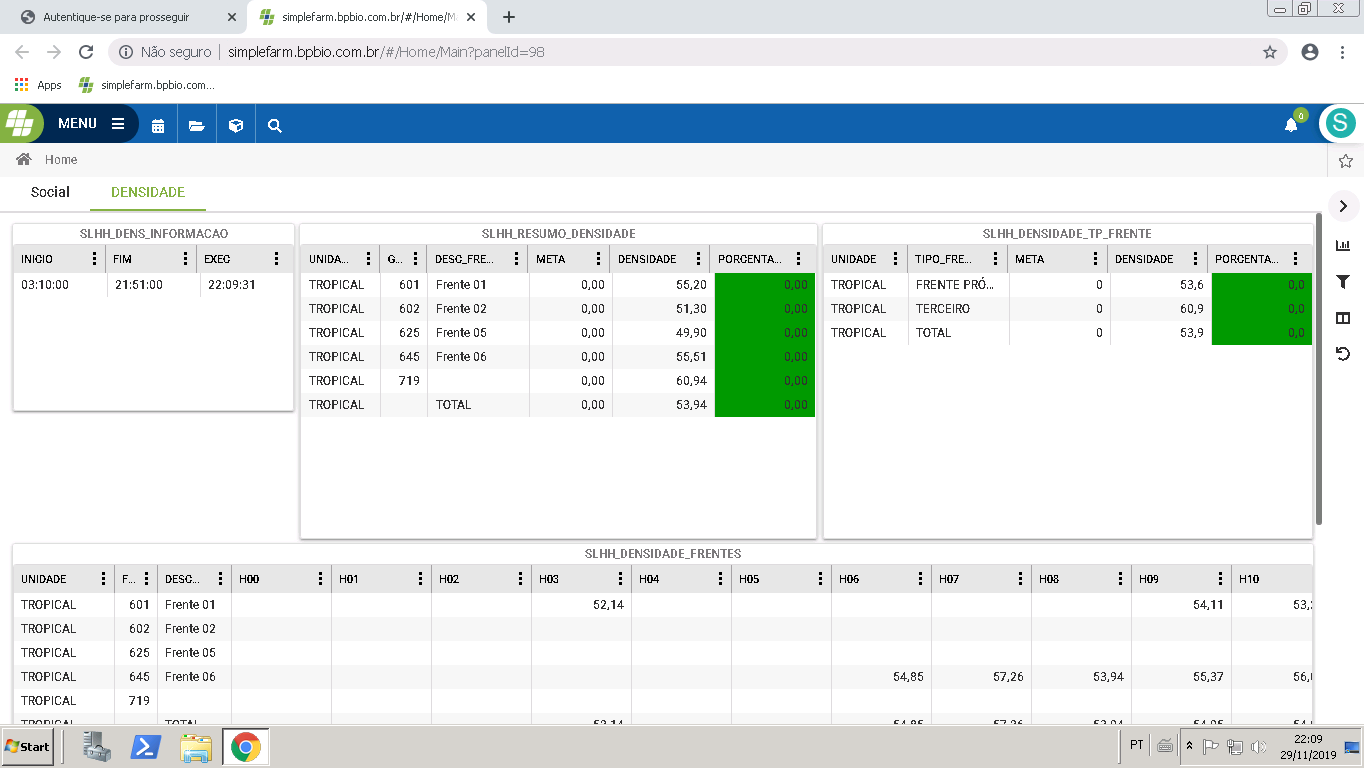 Autentique-se para prosseguir
simplefarm.bpbio.com.br/#/Home/M
Não seguro | simplefarm.bpbio.com.br/#/Home/Main?panelId=98
Apps simplefarm.bpbio.com...
MENU 0 S
Home
Social DENSIDADE
SLHH_DENS_INFORMACAO
INICIO FIM EXEC
03:10:00 21:51:00 22:09:31
SLHH_RESUMO_DENSIDADE
UNIDA... G... DESC_FRE... META DENSIDADE PORCENTA...
TROPICAL 601 Frente 01 0,00 55,20 0,00
TROPICAL 602 Frente 02 0,00 51,30 0,00
TROPICAL 625 Frente 05 0,00 49,90 0,00
TROPICAL 645 Frente 06 0,00 55,51 0,00
TROPICAL 719 0,00 60,94 0,00
TROPICAL TOTAL 0,00 53,94 0,00
SLHH_DENSIDADE_TP_FRENTE
UNIDADE TIPO_FRE... META DENSIDADE PORCENTA...
TROPICAL FRENTE PRÓ... 0 53,6 0,0
TROPICAL TERCEIRO 0 60,9 0,0
TROPICAL TOTAL 0 53,9 0,0
SLHH_DENSIDADE_FRENTES
UNIDADE F... DESC... H00 H01 H02 H03 H04 H05 H06 H07 H08 H09 H10
TROPICAL 601 Frente 01 52,14 54,11 53,
TROPICAL 602 Frente 02
TROPICAL 625 Frente 05
TROPICAL 645 Frente 06 54,85 57,26 53,94 55,37 56,
TROPICAL 719
TROPICAL TOTAL 52,14 54,85 57,26 53,94
Start PT 22:09
29/11/2019